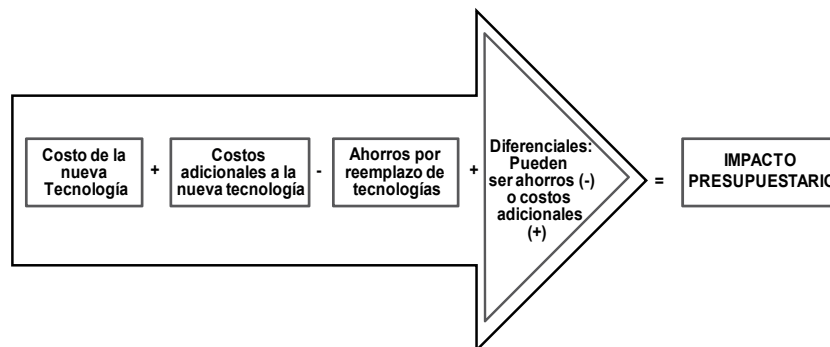 Costo de la
nueva
Tecnología
+
Costos
adicionales a la
nueva tecnología
-
Ahorros por
reemplazo de
tecnologías
+
Diferenciales:
Pueden
ser ahorros (-)
o costos
adicionales
(+)
=
IMPACTO
PRESUPUESTARIO